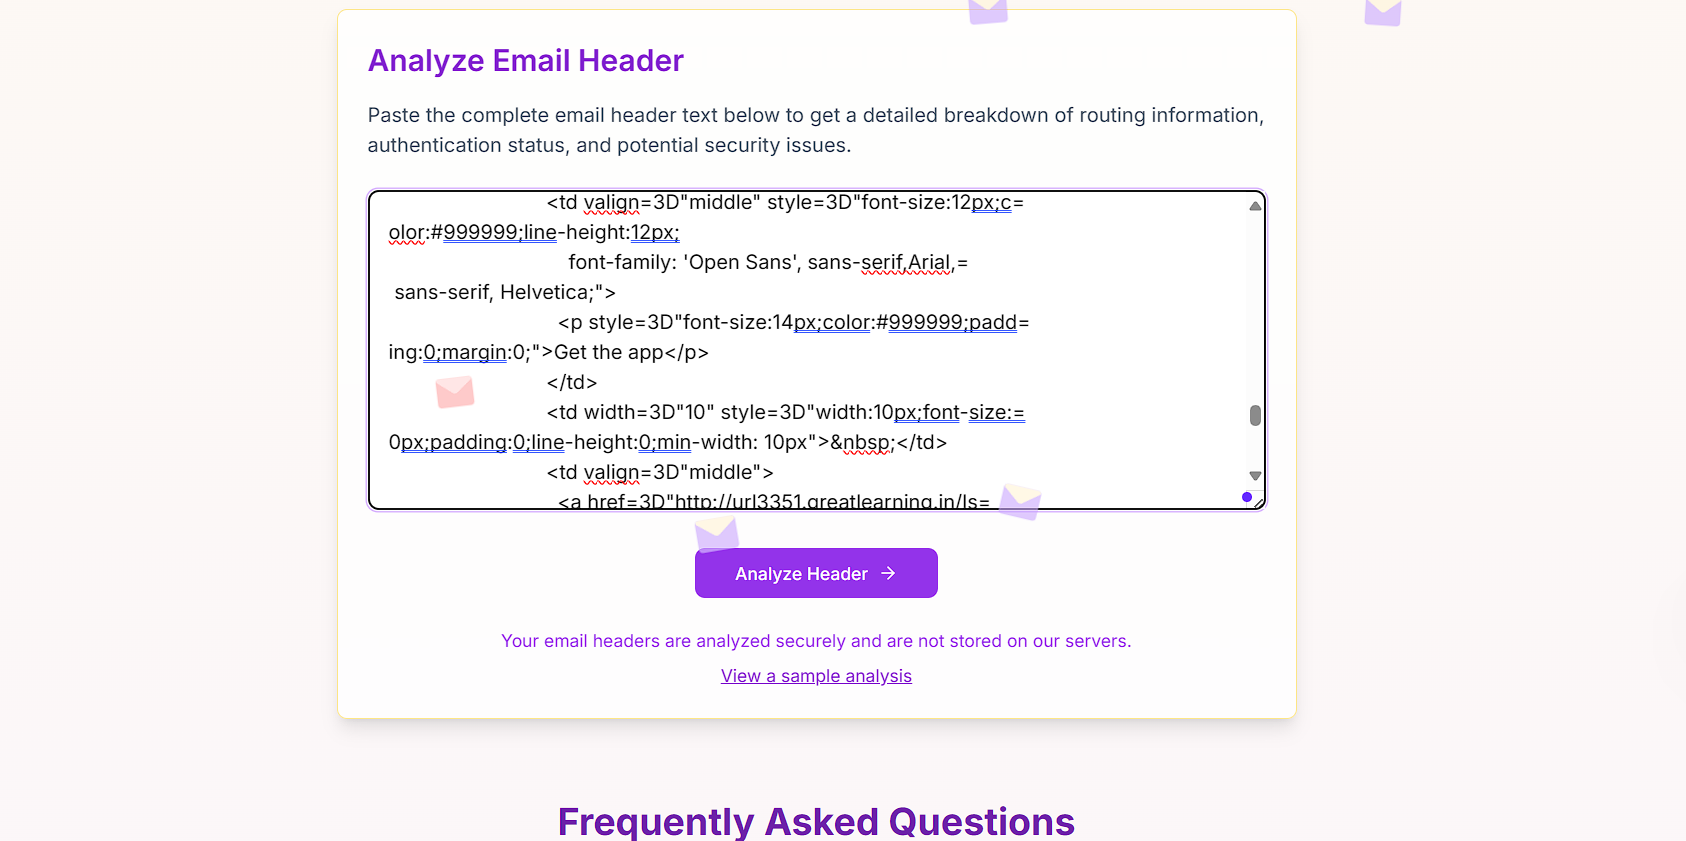 Analyze Email Header
Paste the complete email header text below to get a detailed breakdown of routing information,
authentication status, and potential security issues.
<td valign=3D"middle" style=3D"font-size:12px;c=
olor:#999999;line-height:12px;
font-family: 'Open Sans', sans-serif,Arial,=
sans-serif, Helvetica;">
<p style=3D"font-size:14px;color:#999999;padd=
ing:0;margin:0;">Get the app</p>
</td>
<td width=3D"10" style=3D"width:10px;font-size:=
0px;padding:0;line-height:0;min-width: 10px">&nbsp;</td>
<td valign=3D"middle">
<a href=3D"http://url3351.greatlearning.in/ls=
Analyze Header →
Your email headers are analyzed securely and are not stored on our servers.
View a sample analysis
Frequently Asked Questions